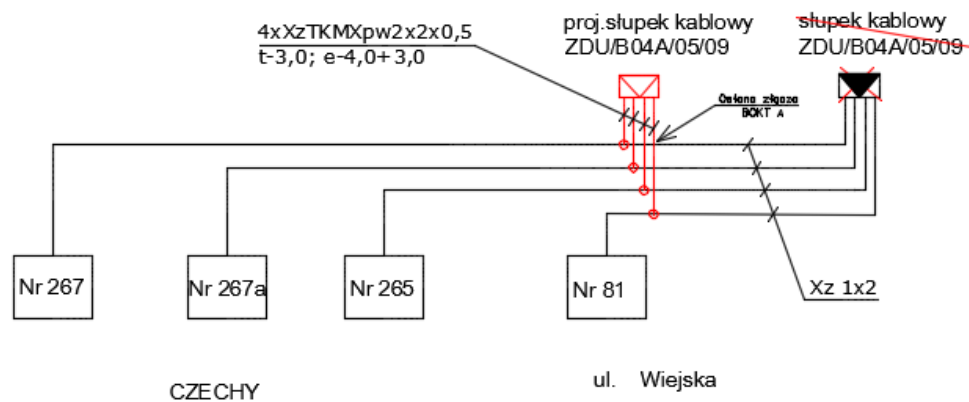 4xXzTKMXpw2x2x0,5
t-3,0; e-4,0+3,0
proj.słupek kablowy
ZDU/B04A/05/09
słupek kablowy
ZDU/B04A/05/09
Osłona złącza
BOKT A
Nr 267
Nr 267a
Nr 265
Nr 81
Xz 1x2
CZECHY
ul. Wiejska